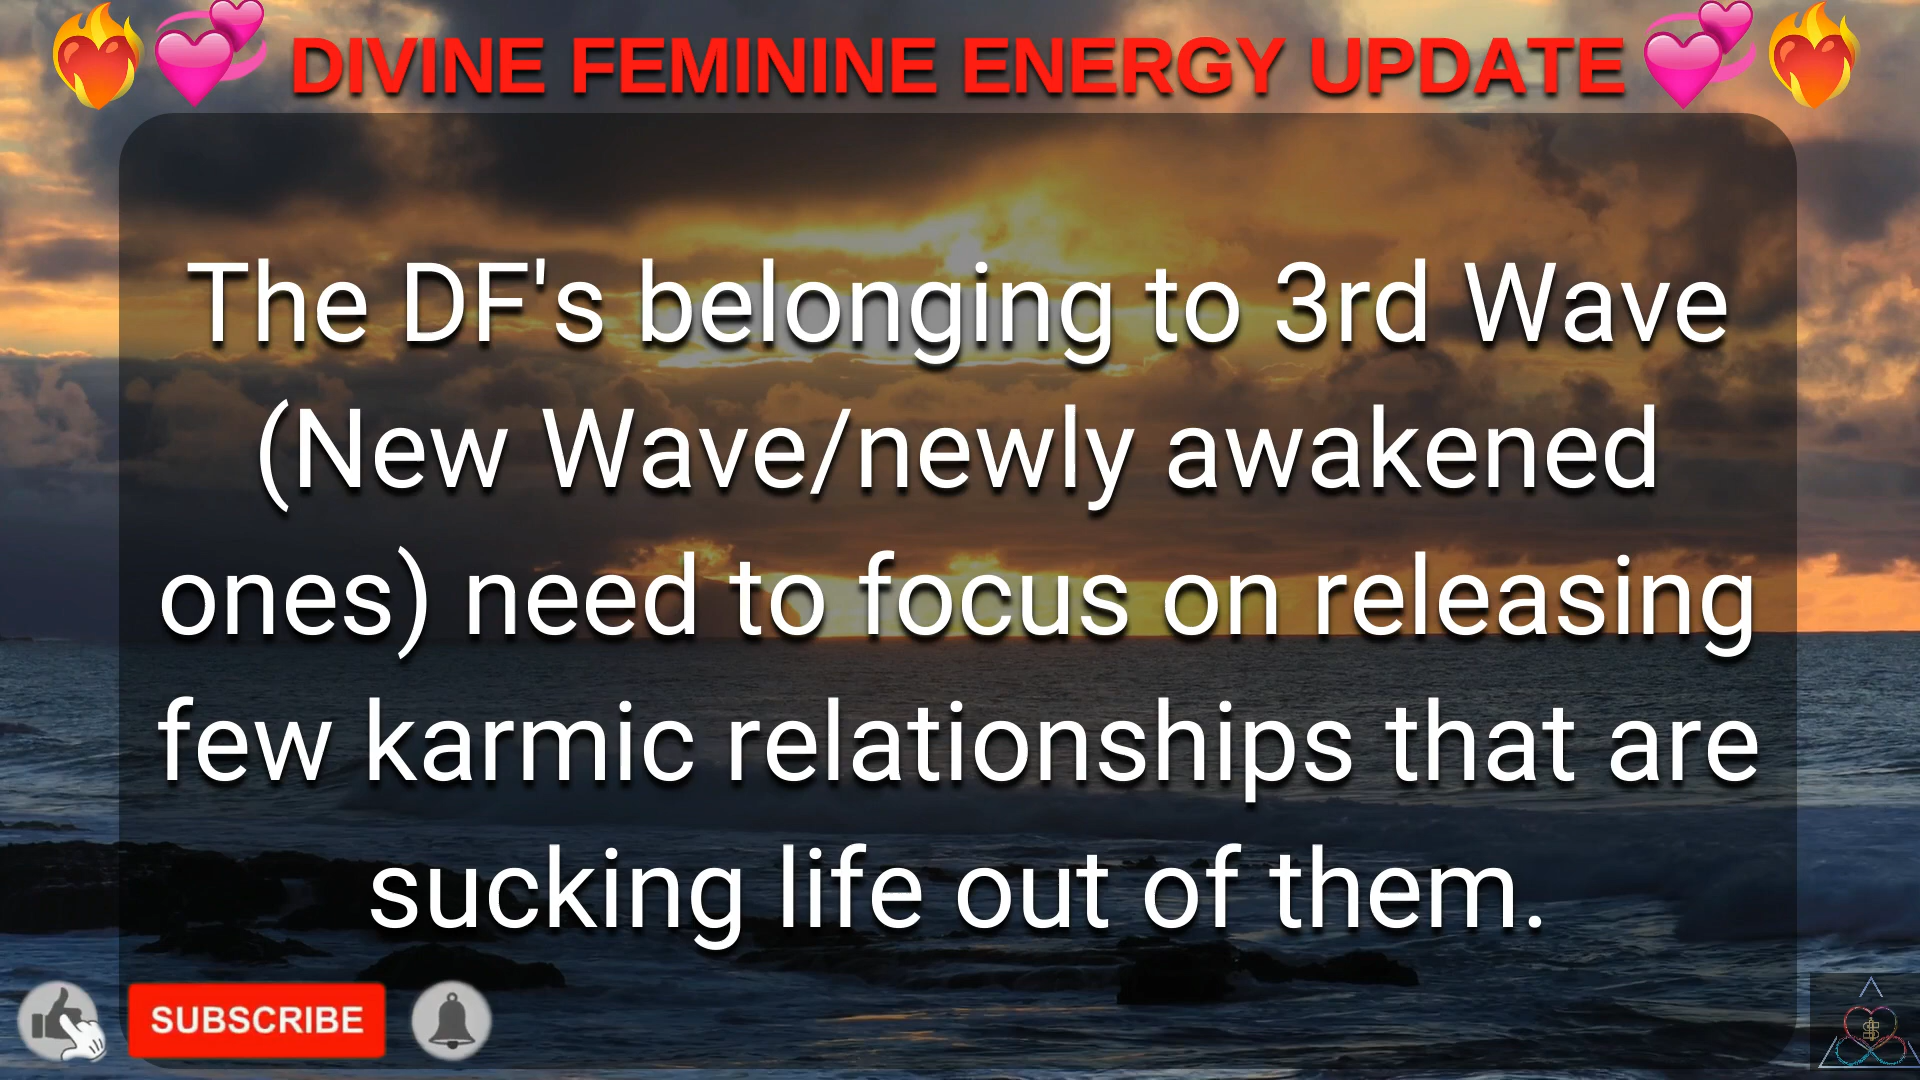 DIVINE FEMININE ENERGY UPDATE
The DF's belonging to 3rd Wave
(New Wave/newly awakened
ones) need to focus on releasing
few karmic relationships that are
sucking life out of them.
SUBSCRIBE